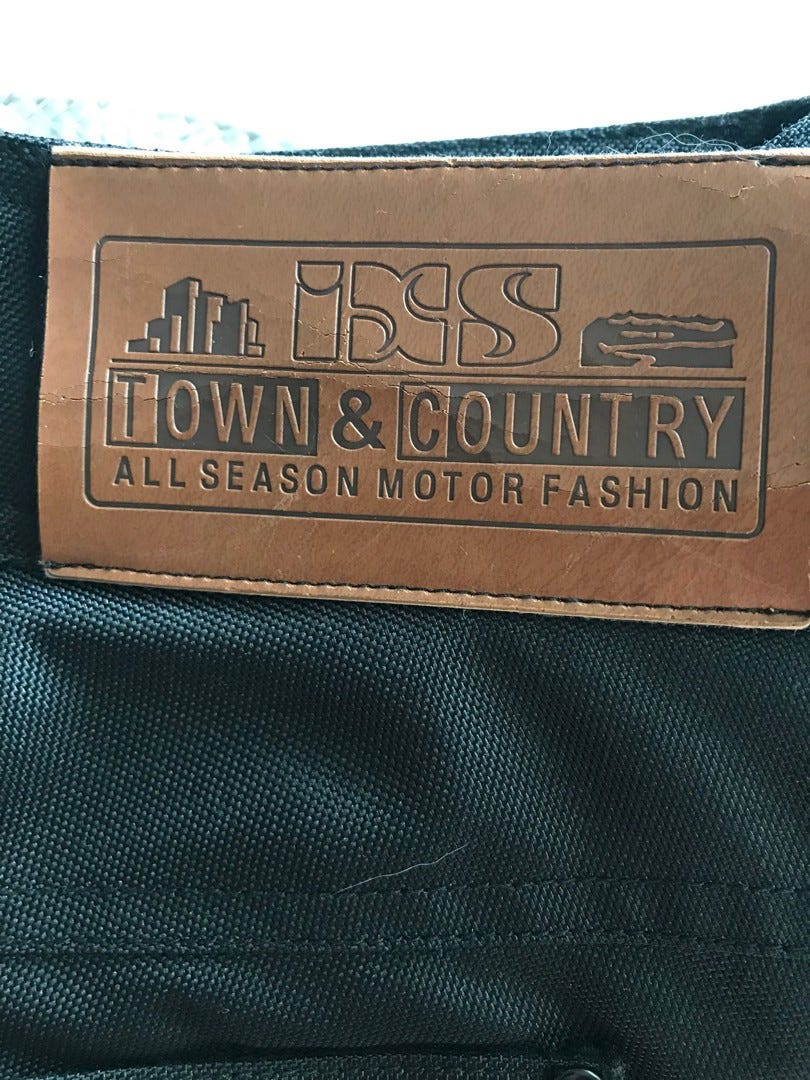 iXS
TOWN & COUNTRY
ALL SEASON MOTOR FASHION